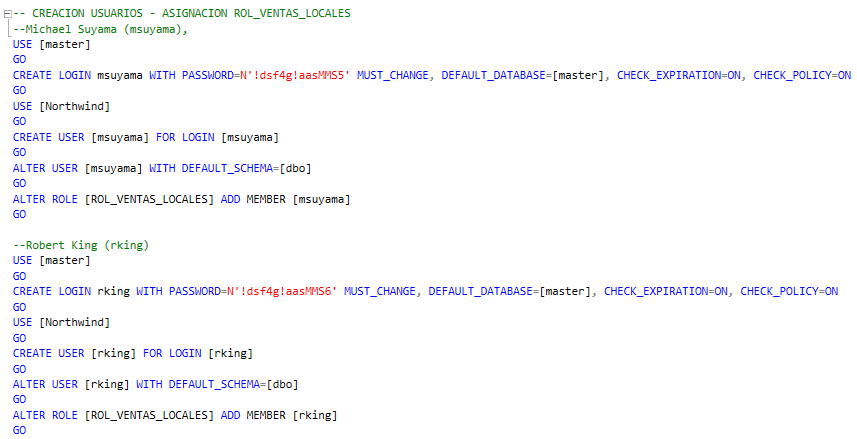 -- CREACION USUARIOS - ASIGNACION ROL_VENTAS_LOCALES
--Michael Suyama (msuyama),
USE [master]
GO
CREATE LOGIN msuyama WITH PASSWORD=N'!dsf4g!aasMMS5' MUST_CHANGE, DEFAULT_DATABASE=[master], CHECK_EXPIRATION=ON, CHECK_POLICY=ON
GO
USE [Northwind]
GO
CREATE USER [msuyama] FOR LOGIN [msuyama]
GO
ALTER USER [msuyama] WITH DEFAULT_SCHEMA=[dbo]
GO
ALTER ROLE [ROL_VENTAS_LOCALES] ADD MEMBER [msuyama]
GO
--Robert King (rking)
USE [master]
GO
CREATE LOGIN rking WITH PASSWORD=N'!dsf4g!aasMMS6' MUST_CHANGE, DEFAULT_DATABASE=[master], CHECK_EXPIRATION=ON, CHECK_POLICY=ON
GO
USE [Northwind]
GO
CREATE USER [rking] FOR LOGIN [rking]
GO
ALTER USER [rking] WITH DEFAULT_SCHEMA=[dbo]
GO
ALTER ROLE [ROL_VENTAS_LOCALES] ADD MEMBER [rking]
GO